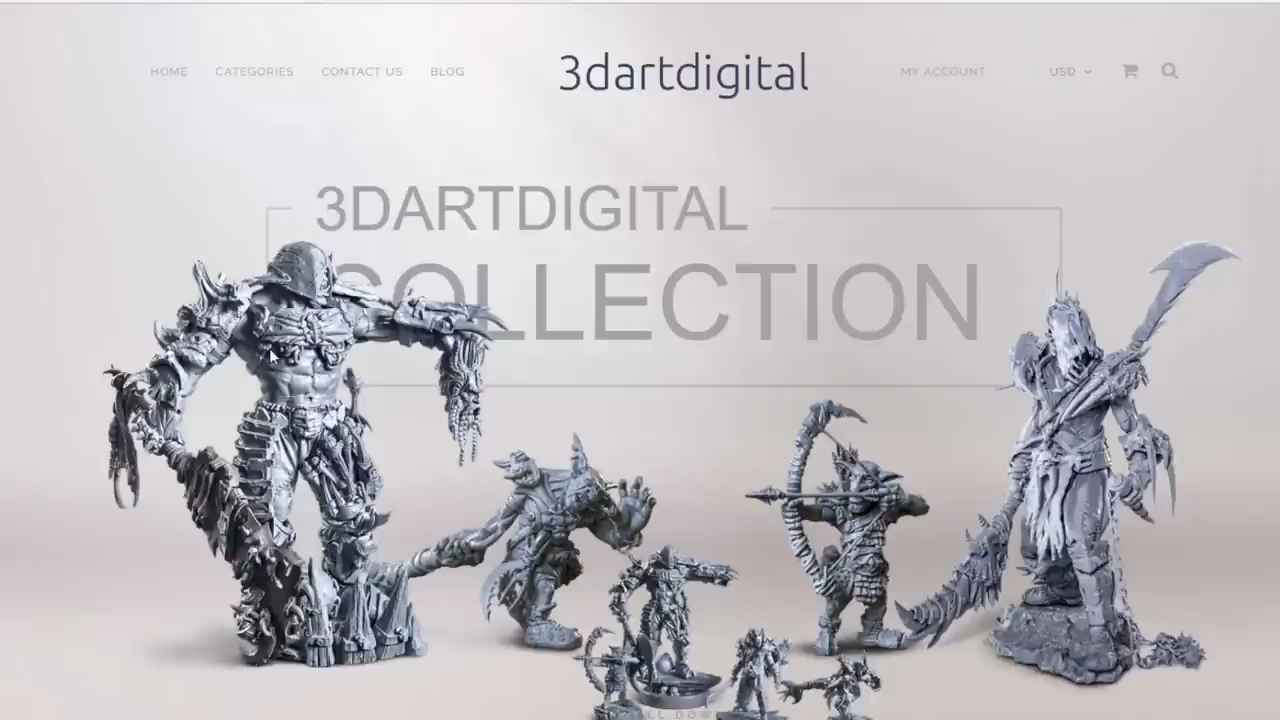 HOME CATEGORIES CONTACT US BLOG 3dartdigital MY ACCOUNT USD
3DARTDIGITAL
COLLECTION